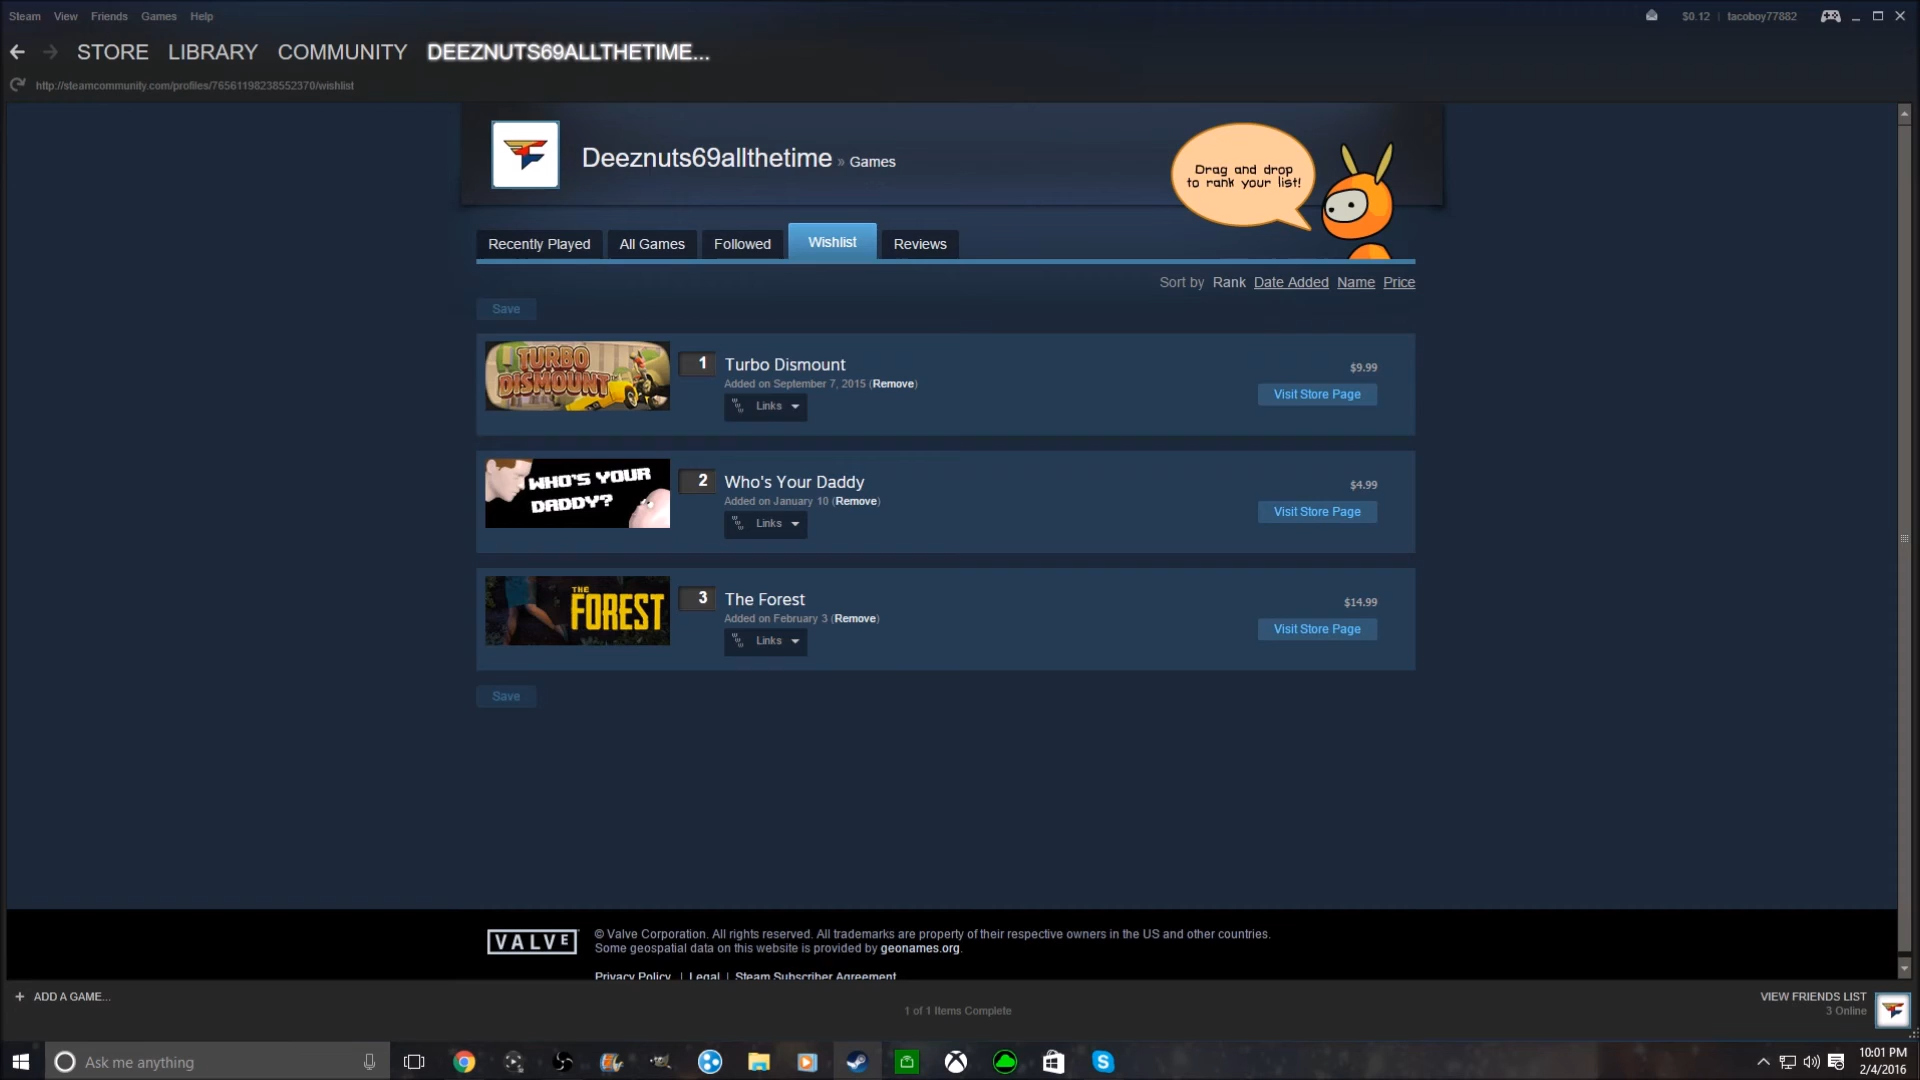 Steam View Friends Games Help
$0.12 | tacoboy77882
STORE LIBRARY COMMUNITY DEEZNUTS69ALLTHETIME...
http://steamcommunity.com/profiles/76561198238552370/wishlist
Deeznuts69allthetime » Games
Drag and drop
to rank your list!
Recently Played All Games Followed Wishlist Reviews
Sort by Rank Date Added Name Price
Save
TURBO
DISMOUNT
1 Turbo Dismount
Added on September 7, 2015 (Remove)
Links
$9.99
Visit Store Page
WHO'S YOUR
DADDY?
2 Who's Your Daddy
Added on January 10 (Remove)
Links
$4.99
Visit Store Page
THE
FOREST
3 The Forest
Added on February 3 (Remove)
Links
$14.99
Visit Store Page
Save
VALVE
© Valve Corporation. All rights reserved. All trademarks are property of their respective owners in the US and other countries.
Some geospatial data on this website is provided by geonames.org.
Privacy Policy | Legal | Steam Subscriber Agreement
+ ADD A GAME...
1 of 1 Items Complete
VIEW FRIENDS LIST
3 Online
Ask me anything
10:01 PM
2/4/2016